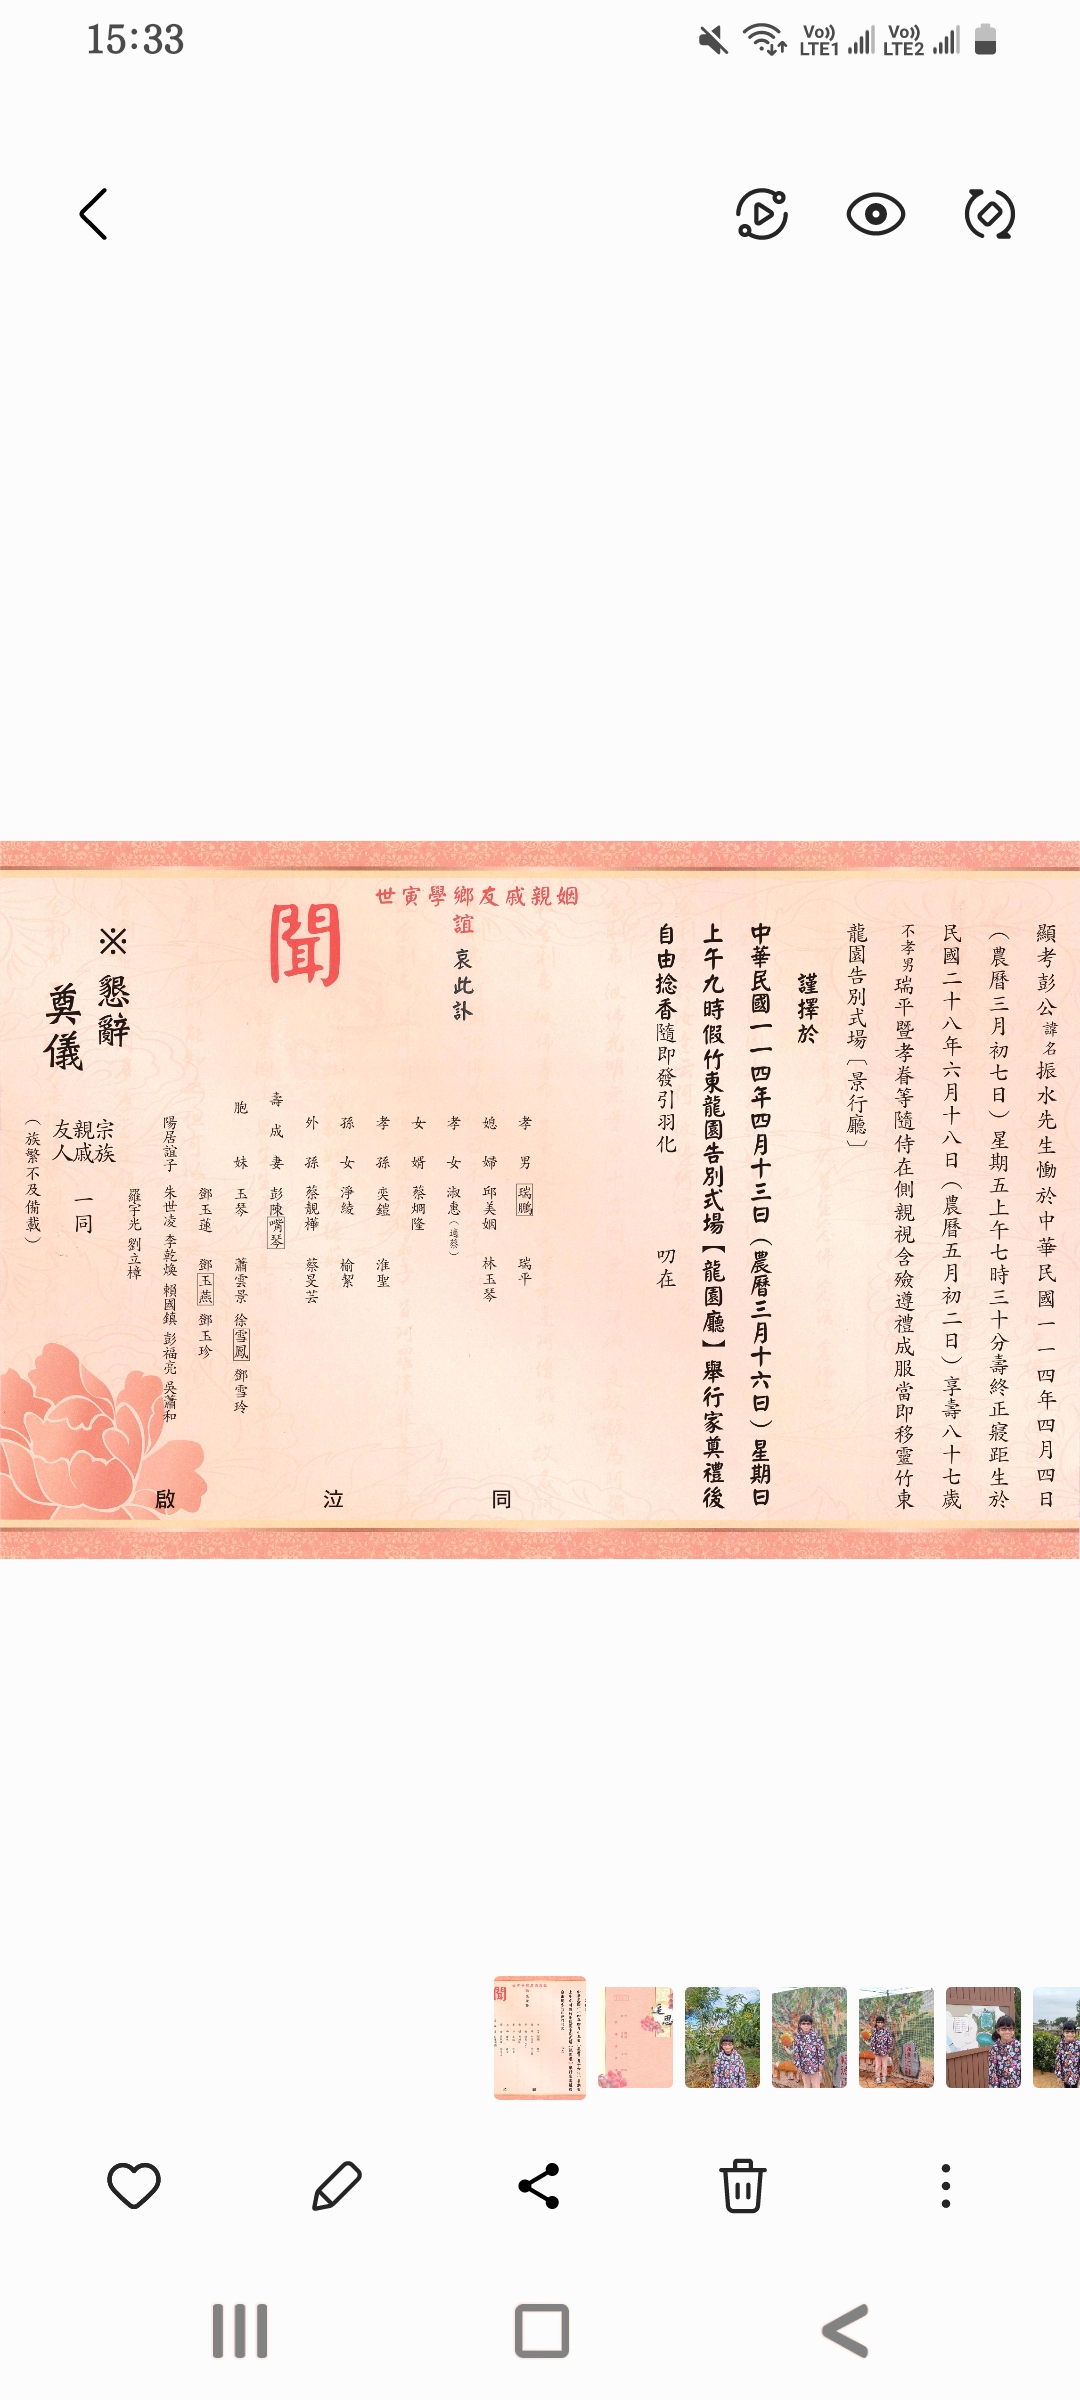 15:33
Vo)) LTE1
Vo)) LTE2
顯考彭公諱名振水先生慟於中華民國一一四年四月四日
（農曆三月初七日）星期五上午七時三十分壽終正寢距生於
民國二十八年六月十八日（農曆五月初二日）享壽八十七歲
不孝男瑞平暨孝眷等隨侍在側親視含殮遵禮成服當即移靈竹東
龍園告別式場〔景行廳〕
謹擇於
中華民國一一四年四月十三日（農曆三月十六日）星期日
上午九時假竹東龍園告別式場【龍園廳】舉行家奠禮後
自由捻香隨即發引羽化 叨在
世寅學鄉友戚親姻
誼
哀此訃
聞
孝男 瑞鵬 瑞平
媳婦 邱美姻 林玉琴
孝女 淑惠（適蔡）
女婿 蔡炯隆
孝孫 奕鎧 淮聖
孫女 淨綾 榆絜
外孫 蔡靚樺 蔡旻芸
壽成妻 彭陳嘴琴
胞妹 玉琴 蕭雲景 徐雪鳳 鄧雪玲
鄧玉蓮 鄧玉燕 鄧玉珍
陽居誼子 朱世凌 李乾煥 賴國鎮 彭福亮 吳蕭和
羅宇光 劉立樟
宗族
親戚 一同
友人
（族繁不及備載）
同 泣 啟
※懇辭
奠儀